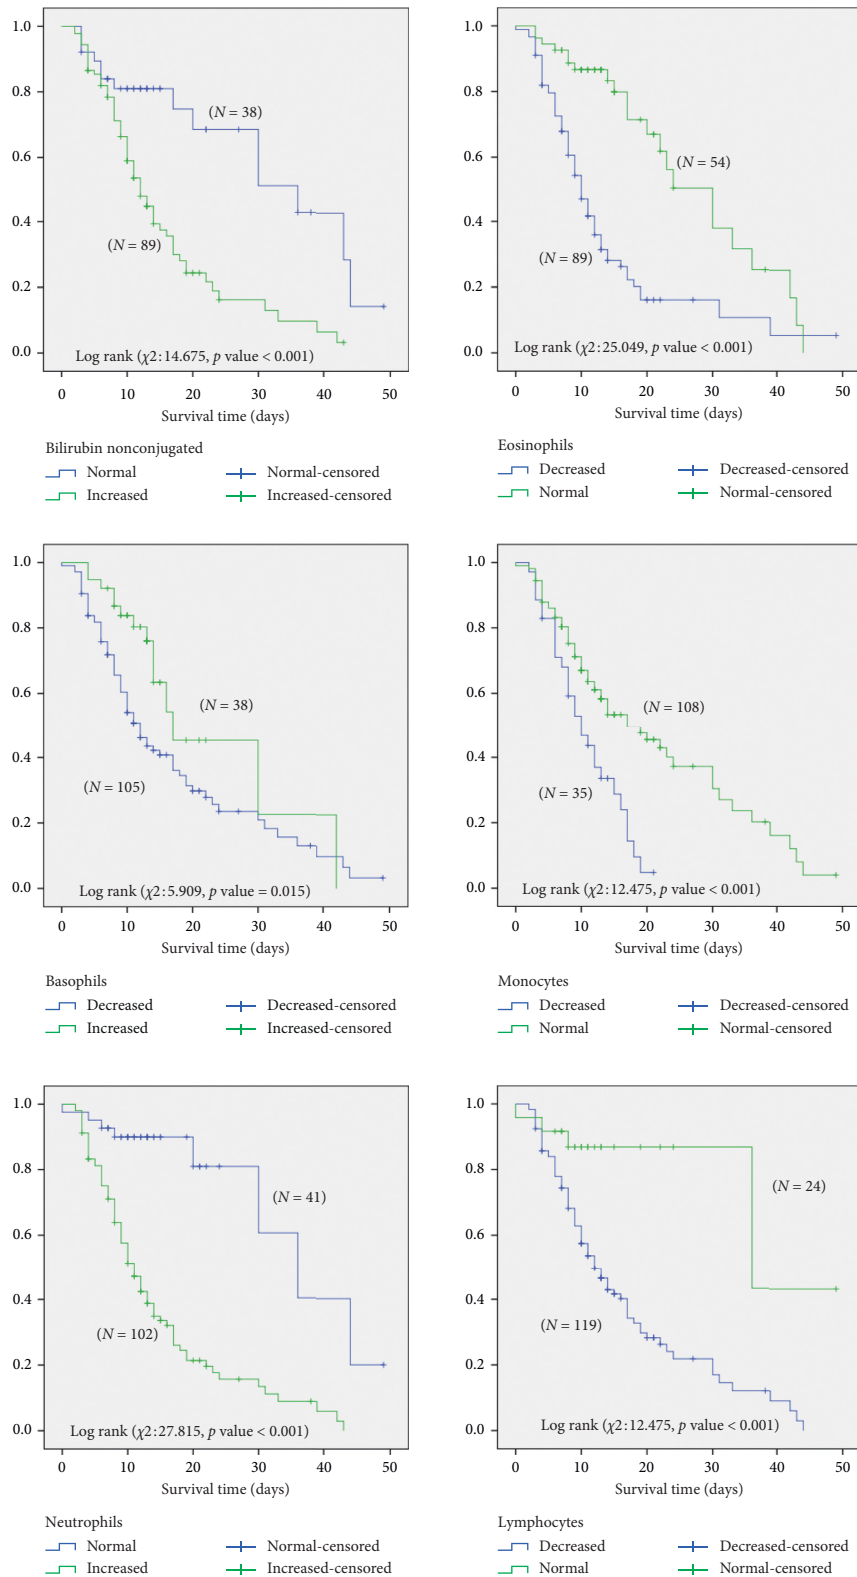 1.0
0.8
0.6
0.4
0.2
0.0
(N = 38)
(N = 89)
Log rank (χ2:14.675, p value < 0.001)
0 10 20 30 40 50
Survival time (days)
Bilirubin nonconjugated
Normal Normal-censored
Increased Increased-censored
1.0
0.8
0.6
0.4
0.2
0.0
(N = 54)
(N = 89)
Log rank (χ2:25.049, p value < 0.001)
0 10 20 30 40 50
Survival time (days)
Eosinophils
Decreased Decreased-censored
Normal Normal-censored
1.0
0.8
0.6
0.4
0.2
0.0
(N = 38)
(N = 105)
Log rank (χ2:5.909, p value = 0.015)
0 10 20 30 40 50
Survival time (days)
Basophils
Decreased Decreased-censored
Increased Increased-censored
1.0
0.8
0.6
0.4
0.2
0.0
(N = 108)
(N = 35)
Log rank (χ2:12.475, p value < 0.001)
0 10 20 30 40 50
Survival time (days)
Monocytes
Decreased Decreased-censored
Normal Normal-censored
1.0
0.8
0.6
0.4
0.2
0.0
(N = 41)
(N = 102)
Log rank (χ2:27.815, p value < 0.001)
0 10 20 30 40 50
Survival time (days)
Neutrophils
Normal Normal-censored
Increased Increased-censored
1.0
0.8
0.6
0.4
0.2
0.0
(N = 24)
(N = 119)
Log rank (χ2:12.475, p value < 0.001)
0 10 20 30 40 50
Survival time (days)
Lymphocytes
Decreased Decreased-censored
Normal Normal-censored